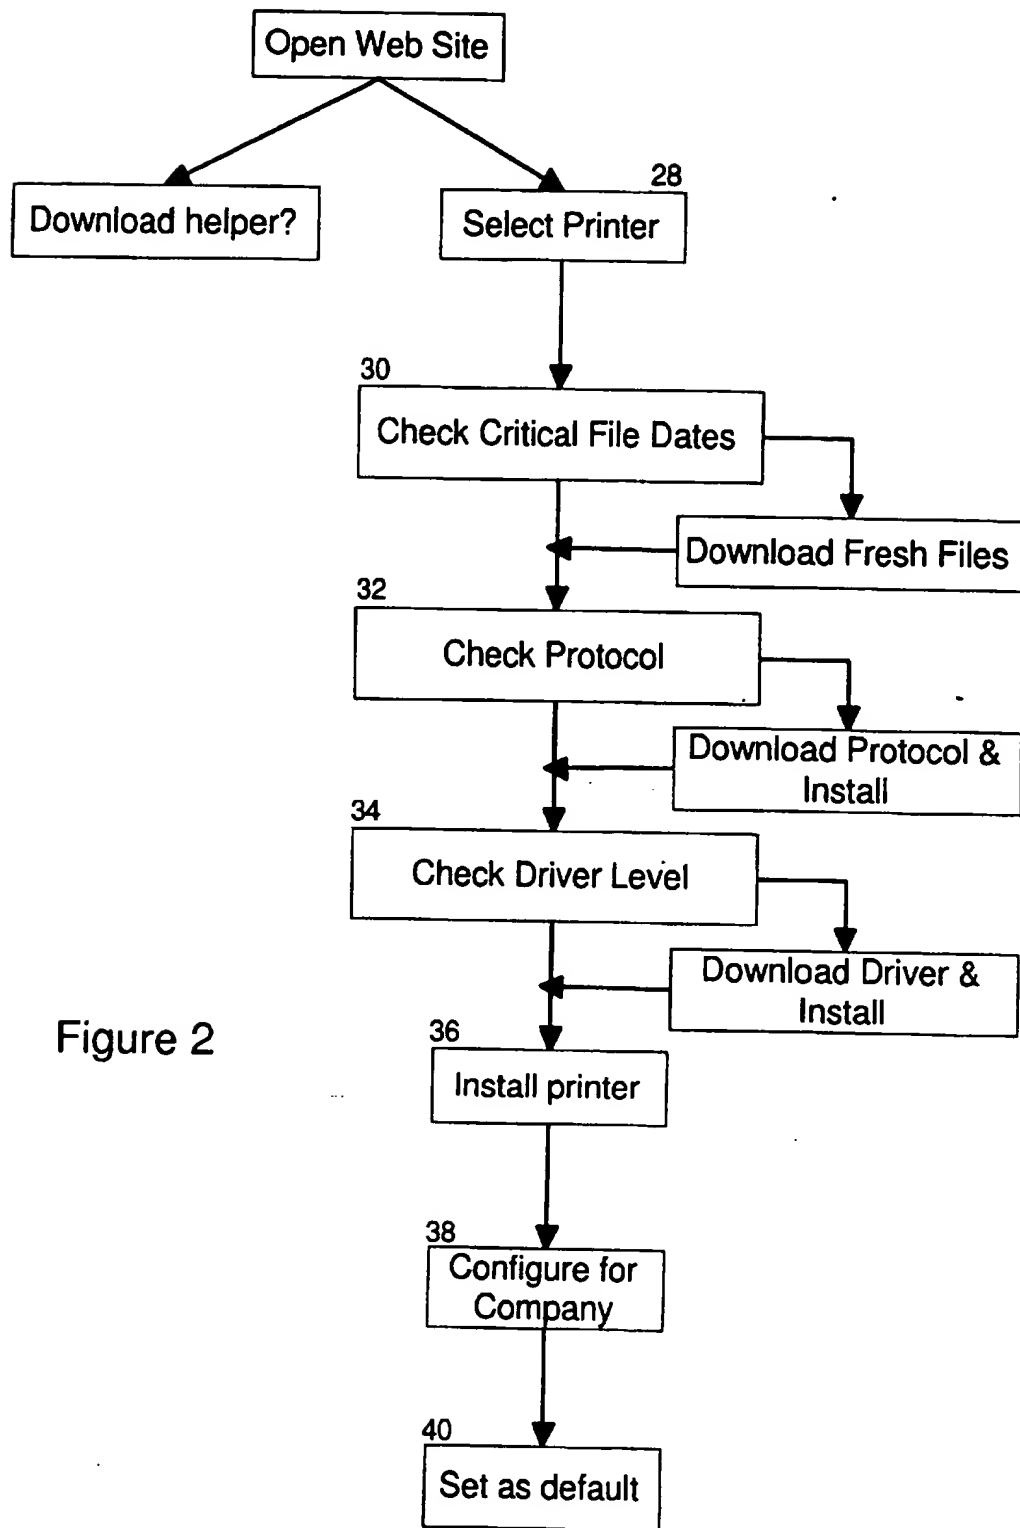 Open Web Site
Download helper?
28
Select Printer
30
Check Critical File Dates
Download Fresh Files
32
Check Protocol
Download Protocol &
Install
34
Check Driver Level
Download Driver &
Install
Figure 2
36
Install printer
38
Configure for
Company
40
Set as default